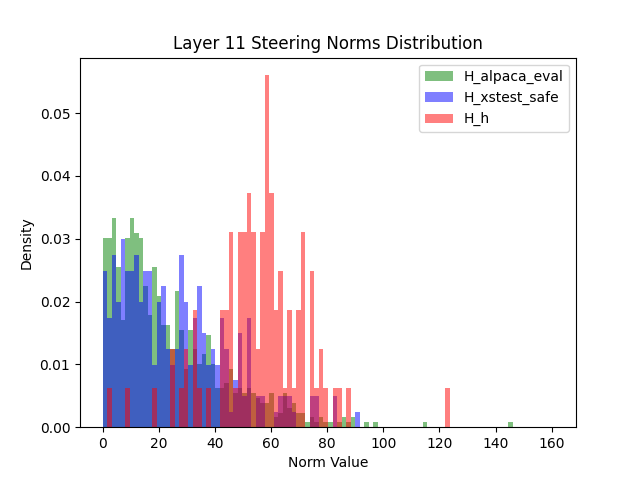 Layer 11 Steering Norms Distribution
H_alpaca_eval
H_xstest_safe
H_h
0.05
0.04
0.03
0.02
0.01
0.00
Density
0 20 40 60 80 100 120 140 160
Norm Value